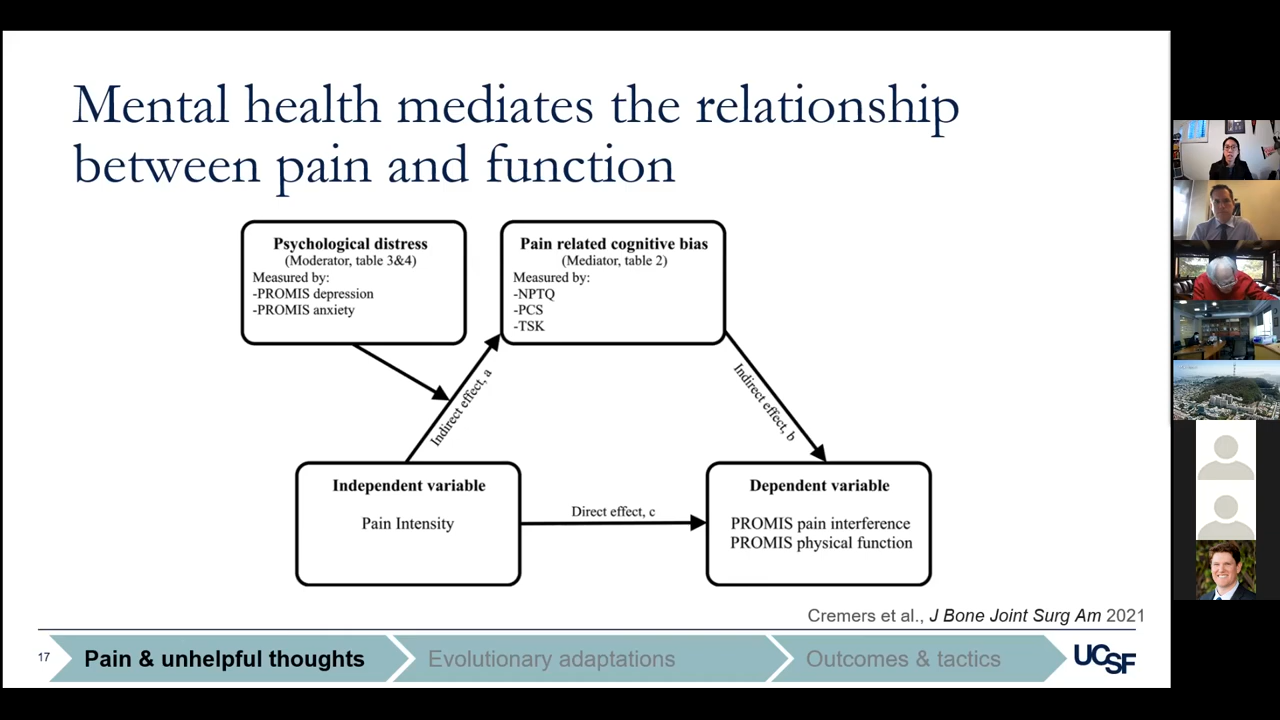 Mental health mediates the relationship
between pain and function
Psychological distress
(Moderator, table 3&4)
Measured by:
-PROMIS depression
-PROMIS anxiety
Pain related cognitive bias
(Mediator, table 2)
Measured by:
-NPTQ
-PCS
-TSK
Indirect effect, a
Indirect effect, b
Independent variable
Pain Intensity
Direct effect, c
Dependent variable
PROMIS pain interference
PROMIS physical function
Cremers et al., J Bone Joint Surg Am 2021
17
Pain & unhelpful thoughts
Evolutionary adaptations
Outcomes & tactics
UCSF